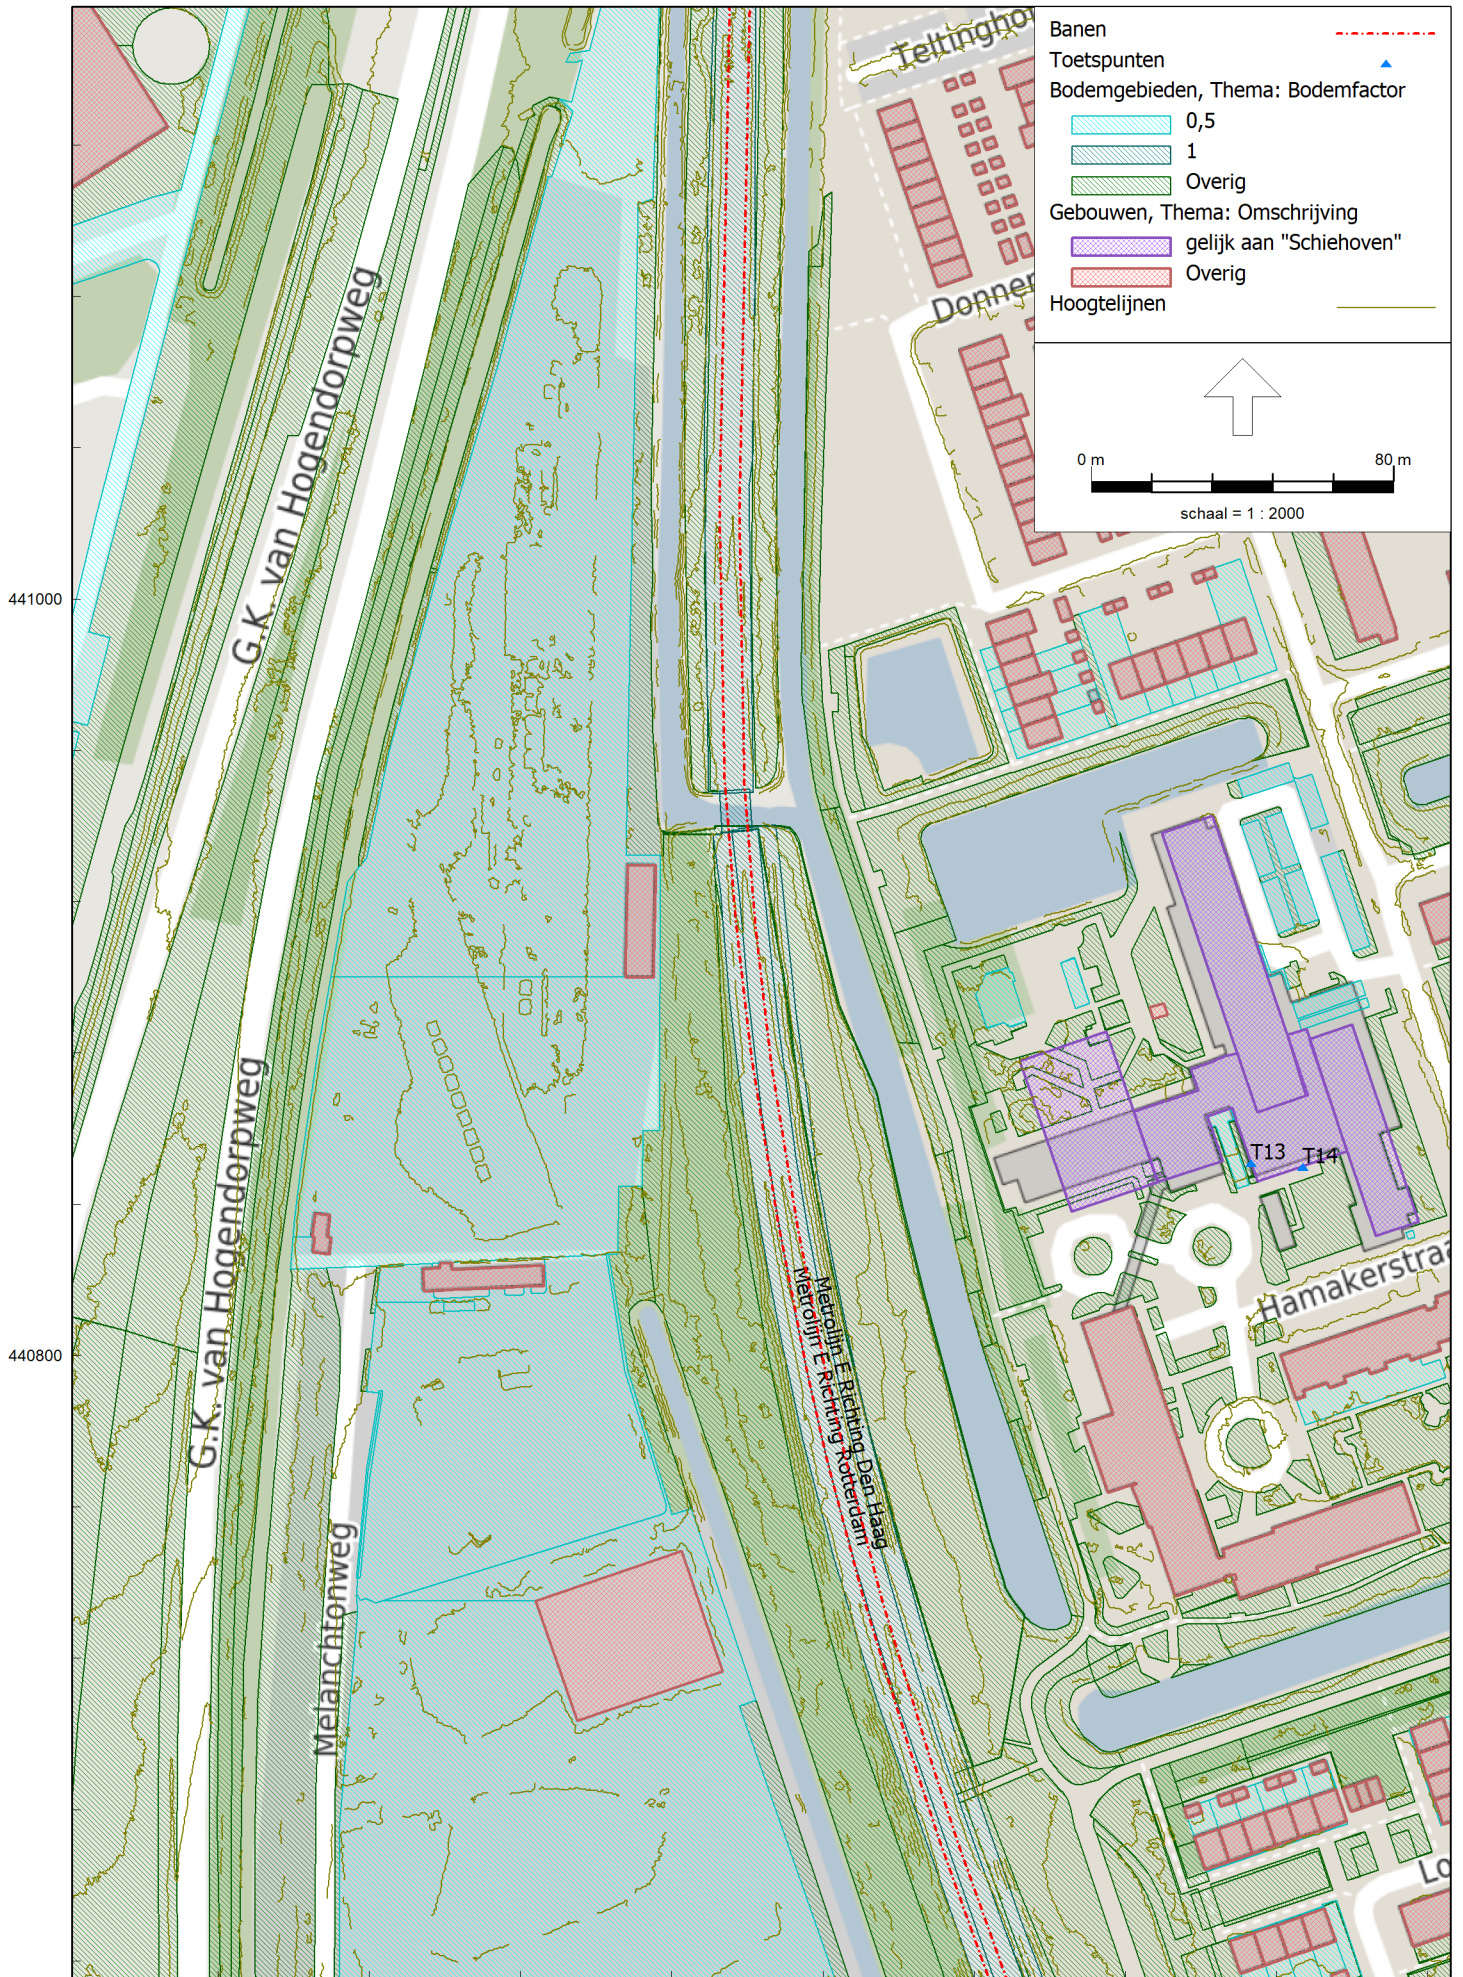 Teltingho
Banen
Toetspunten
Bodemgebieden, Thema: Bodemfactor
0,5
1
Overig
Gebouwen, Thema: Omschrijving
gelijk aan "Schiehoven"
Overig
Hoogtelijnen
Donner
0 m
80 m
schaal = 1 : 2000
G.K. van Hogendorpweg
441000
G.K. van Hogendorpweg
T13
T14
Hamakerstraa
Metrolijn E Richting Den Haag
Metrolijn E Richting Rotterdam
440800
Melanchtonweg
Lo